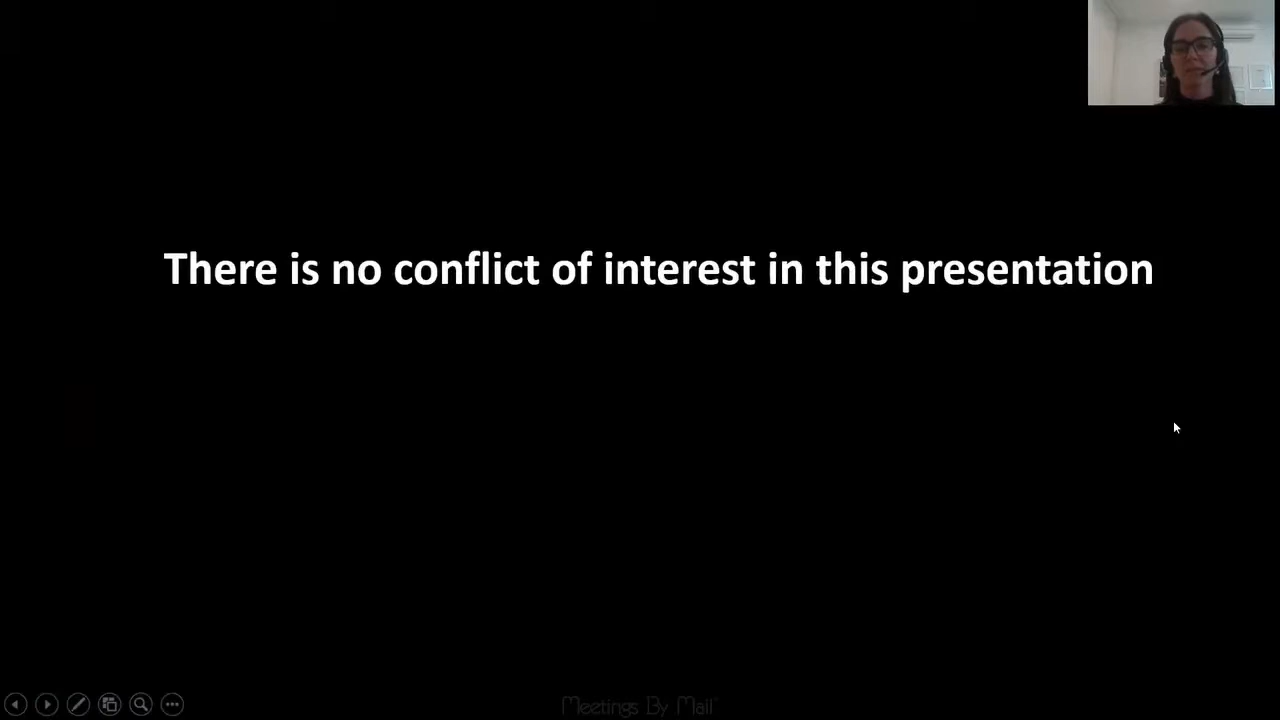 There is no conflict of interest in this presentation
Meetings By Mail